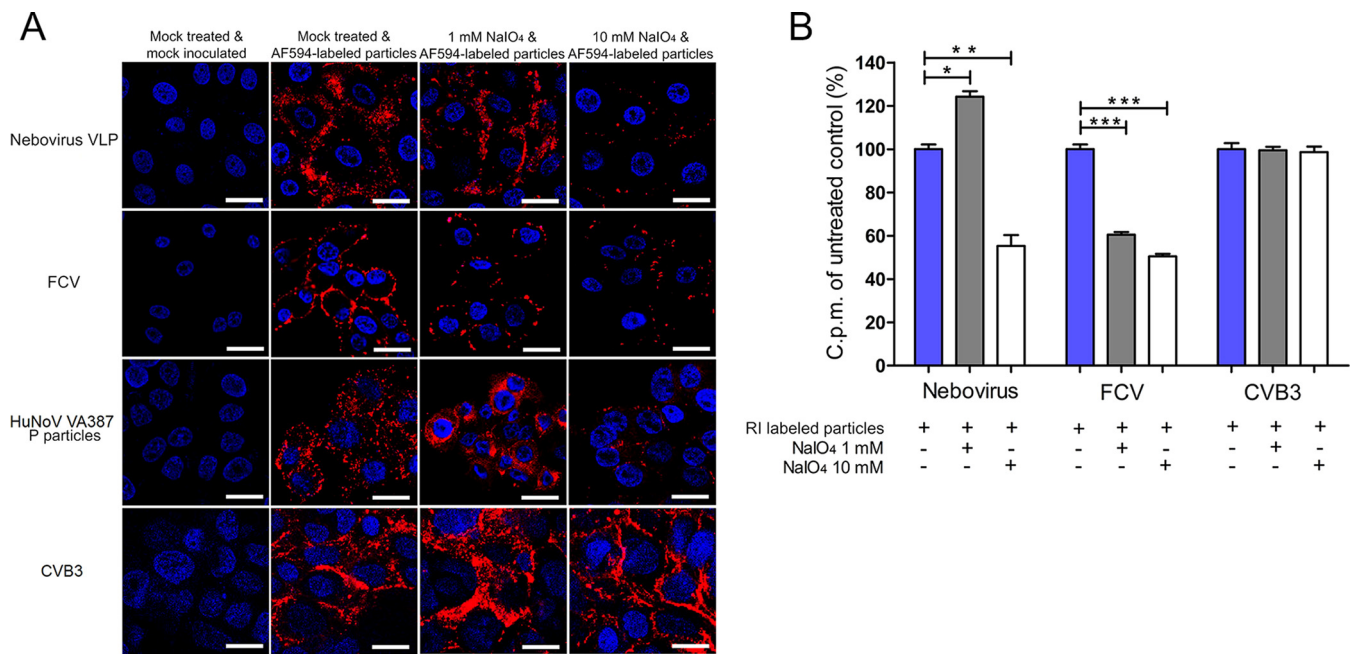 A
Mock treated &
mock inoculated
Mock treated &
AF594-labeled particles
1 mM NaIO₄ &
AF594-labeled particles
10 mM NaIO₄ &
AF594-labeled particles
Nebovirus VLP
FCV
HuNoV VA387
P particles
CVB3
B
C.p.m. of untreated control (%)
140
120
100
80
60
40
20
0
* *
*
***
***
Nebovirus
FCV
CVB3
RI labeled particles + + + + + + + + +
NaIO₄ 1 mM - + - - + - - + -
NaIO₄ 10 mM - - + - - + - - +